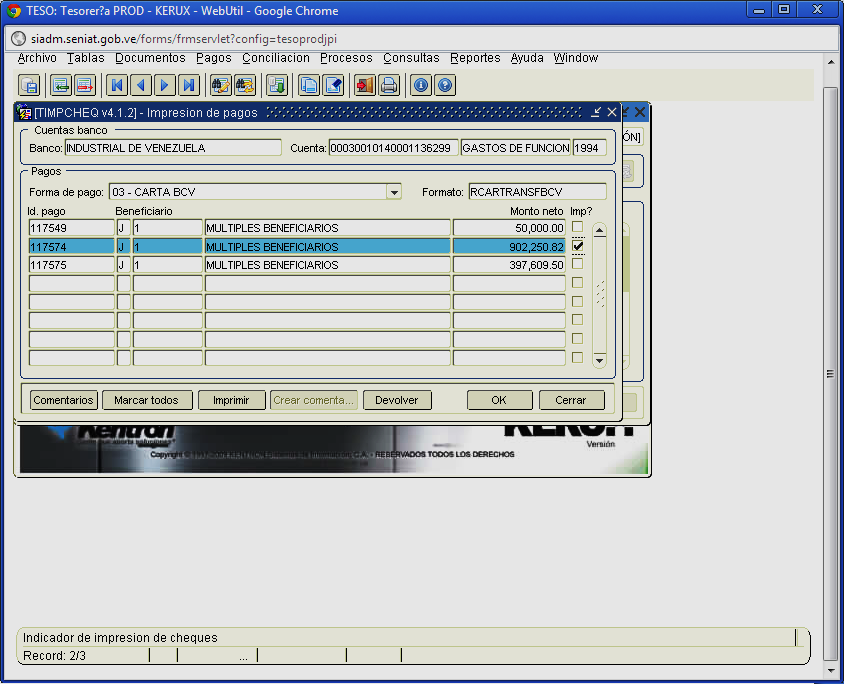 TESO: Tesorer?a PROD - KERUX - WebUtil - Google Chrome
siadm.seniat.gob.ve/forms/frmservlet?config=tesoprodjpi
Archivo Tablas Documentos Pagos Conciliacion Procesos Consultas Reportes Ayuda Window
[TIMPCHEQ v4.1.2] - Impresion de pagos
Cuentas banco
Banco: INDUSTRIAL DE VENEZUELA Cuenta: 00030010140001136299 GASTOS DE FUNCION 1994
ÓN]
Pagos
Forma de pago: 03 - CARTA BCV Formato: RCARTRANSFBCV
Id. pago Beneficiario Monto neto Imp?
117549 J 1 MULTIPLES BENEFICIARIOS 50,000.00
117574 J 1 MULTIPLES BENEFICIARIOS 902,250.82
117575 J 1 MULTIPLES BENEFICIARIOS 397,609.50
Comentarios Marcar todos Imprimir Crear comenta... Devolver OK Cerrar
Kentron KERUX
Versión
RESERVADOS TODOS LOS DERECHOS
Indicador de impresion de cheques
Record: 2/3 ...